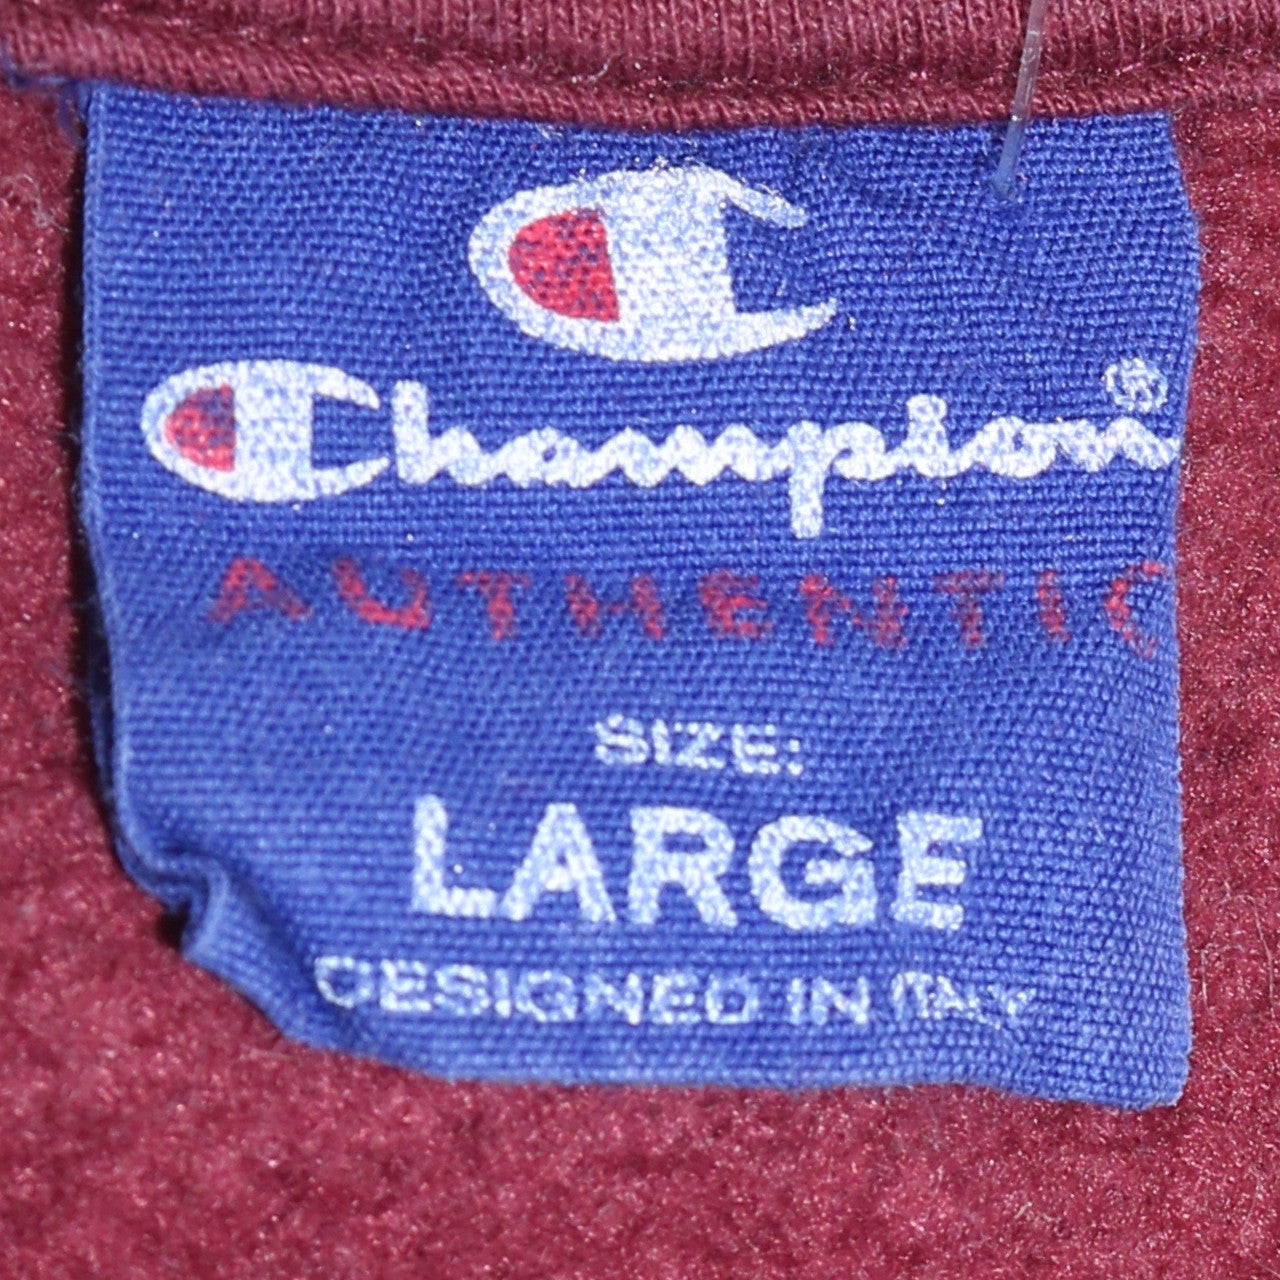 Champion®
AUTHENTIC
SIZE:
LARGE
DESIGNED IN ITALY